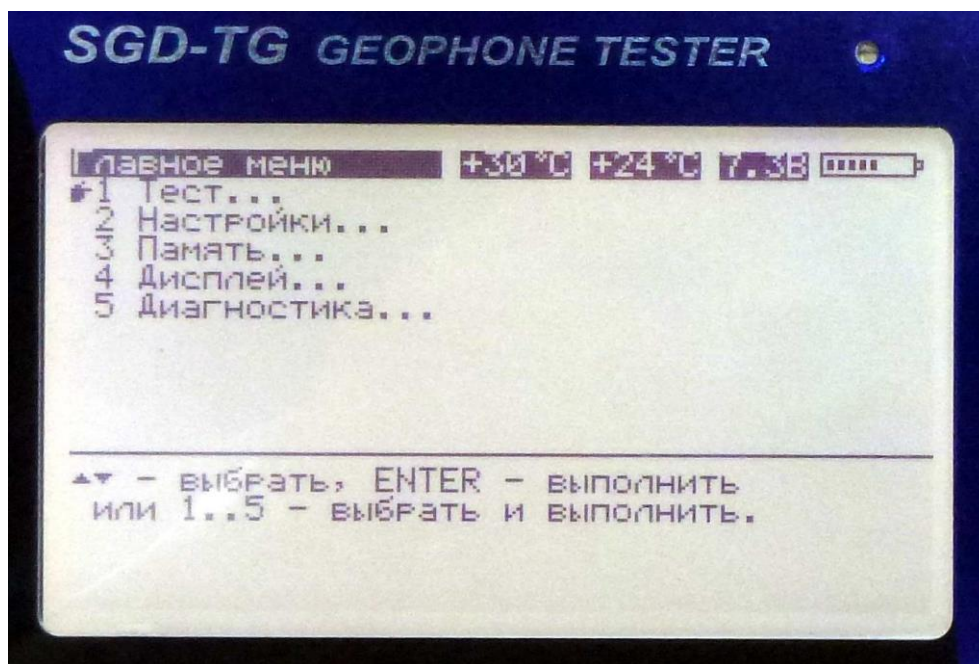 SGD-TG GEOPHONE TESTER
Главное меню +30°C +24°C 7.3В
1 Тест...
2 Настройки...
3 Память...
4 Дисплей...
5 Диагностика...
▲▼ - выбрать, ENTER - выполнить
или 1..5 - выбрать и выполнить.